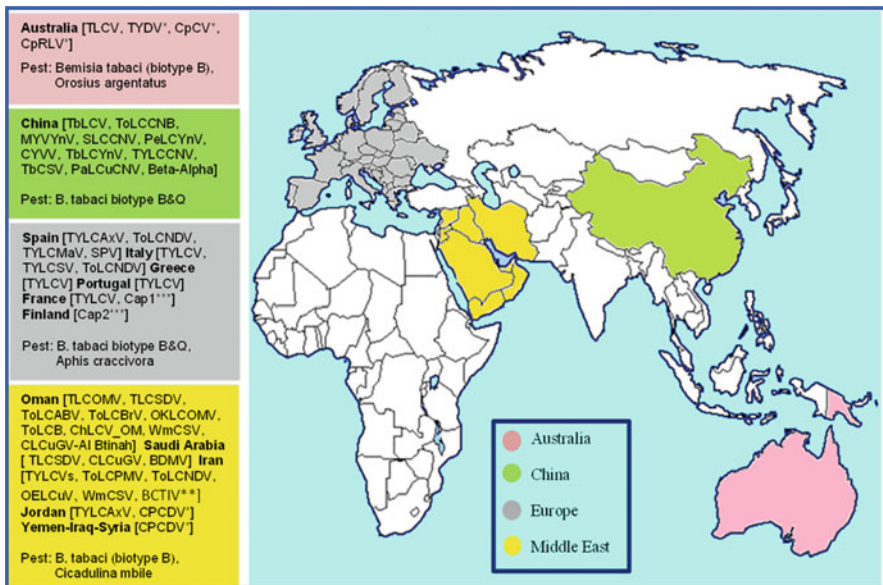 Australia [TLCV, TYDV*, CpCV*,
CpRLV*]
Pest: Bemisia tabaci (biotype B),
Orosius argentatus
China [TbLCV, ToLCCNB,
MYVYnV, SLCCNV, PeLCYnV,
CYVV, TbLCYnV, TYLCCNV,
TbCSV, PaLCuCNV, Beta-Alpha]
Pest: B. tabaci biotype B&Q
Spain [TYLCAxV, ToLCNDV,
TYLCMaV, SPV] Italy [TYLCV,
TYLCSV, ToLCNDV] Greece
[TYLCV] Portugal [TYLCV]
France [TYLCV, Cap1***]
Finland [Cap2***]
Pest: B. tabaci biotype B&Q,
Aphis craccivora
Oman [TLCOMV, TLCSDV,
ToLCABV, ToLCBrV, OKLCOMV,
ToLCB, ChLCV_OM, WmCSV,
CLCuGV-Al Btinah] Saudi Arabia
[ TLCSDV, CLCuGV, BDMV] Iran
[TYLCVs, ToLCPMV, ToLCNDV,
OELCuV, WmCSV, BCTIV**]
Jordan [TYLCAxV, CPCDV*]
Yemen-Iraq-Syria [CPCDV*]
Pest: B. tabaci (biotype B),
Cicadulina mbile
Australia
China
Europe
Middle East